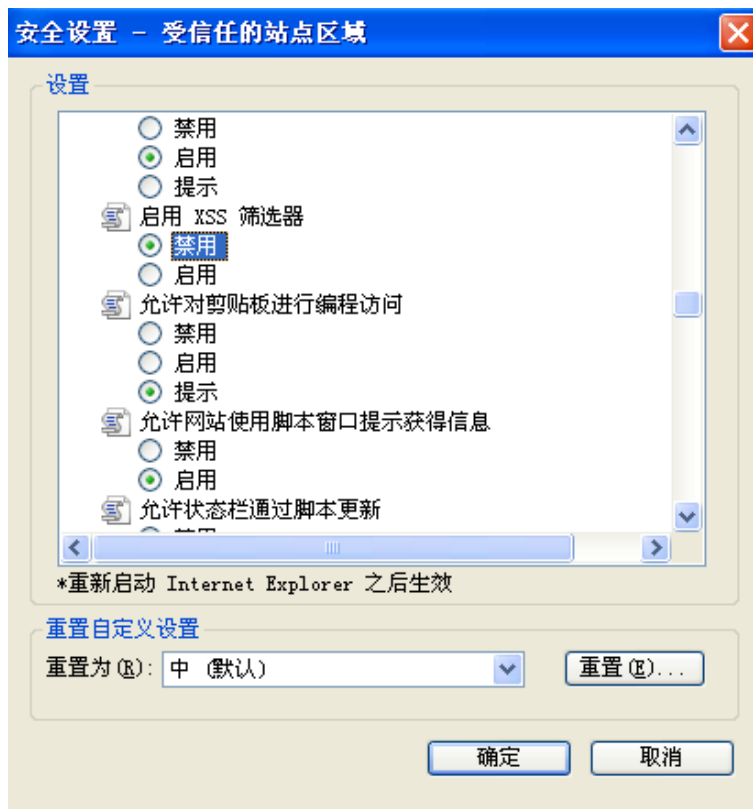 安全设置 - 受信任的站点区域
设置
禁用
启用
提示
启用 XSS 筛选器
禁用
启用
允许对剪贴板进行编程访问
禁用
启用
提示
允许网站使用脚本窗口提示获得信息
禁用
启用
允许状态栏通过脚本更新
*重新启动 Internet Explorer 之后生效
重置自定义设置
重置为(R): 中 (默认) 重置(E)...
确定 取消